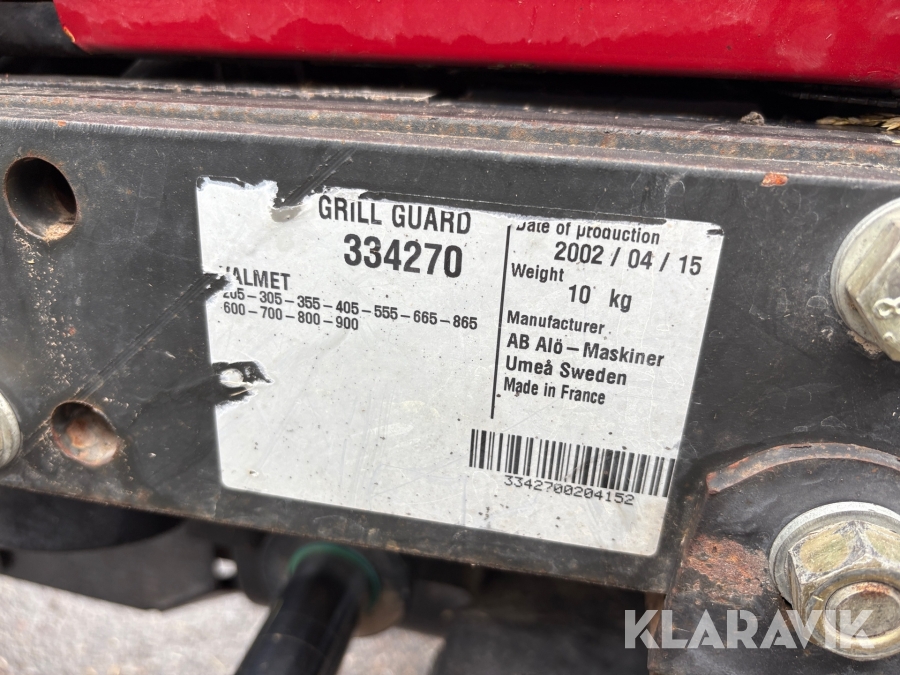 GRILL GUARD
334270
VALMET
205-305-355-405-555-665-865
600-700-800-900
Date of production
2002 / 04 / 15
Weight
10 kg
Manufacturer
AB Alö-Maskiner
Umeå Sweden
Made in France
3342700204152
8
KLARAVIK